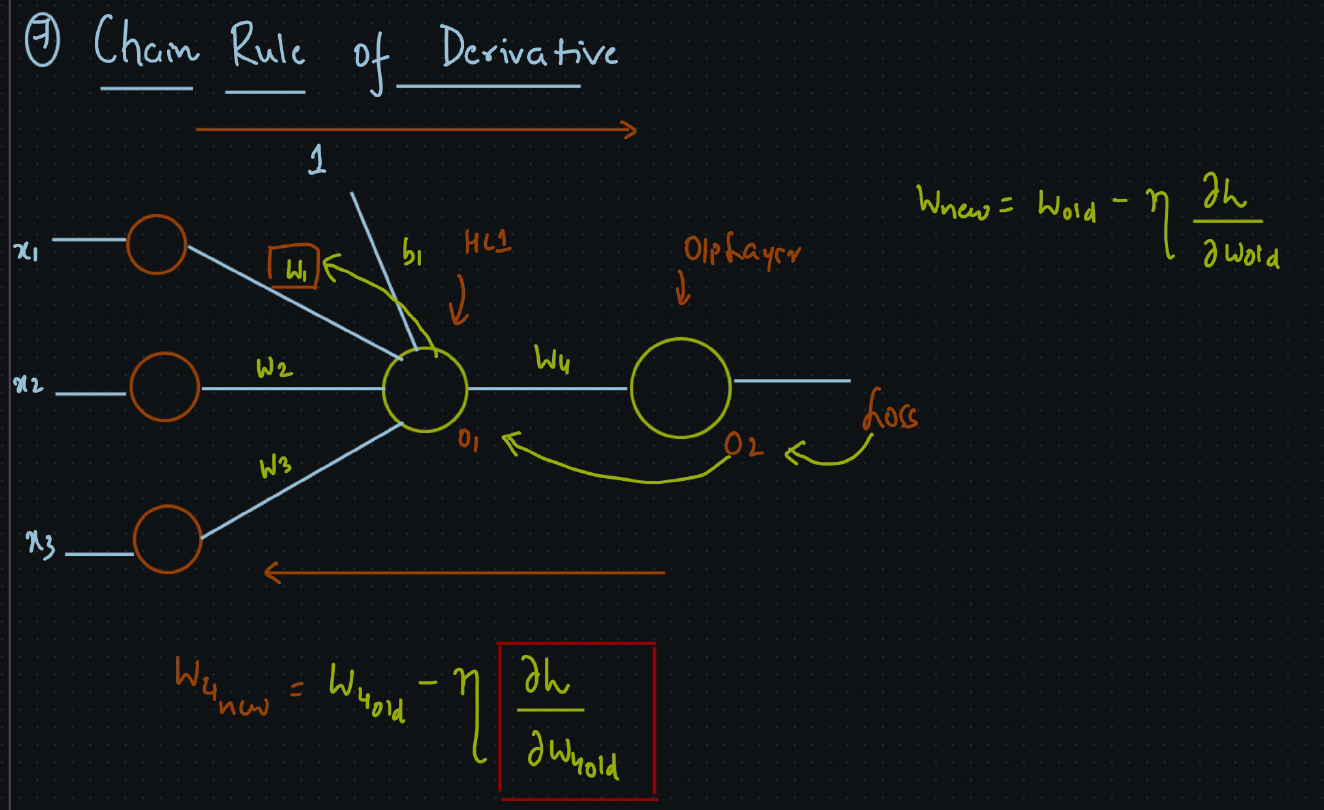 ⑦ Chain Rule of Derivative
1
x₁
W₁
b₁
HL1
O/p Layer
Wnew = Wold - η ∂h/∂Wold
x2
W2
W4
Loss
O₁
O2
W3
x3
W4new = W4old - η ∂h/∂W4old